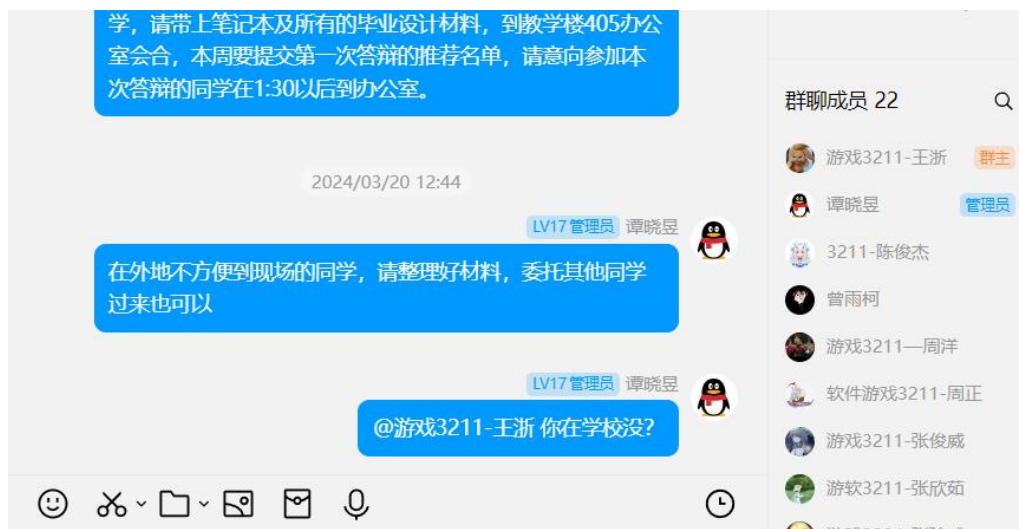 学，请带上笔记本及所有的毕业设计材料，到教学楼405办公
室会合，本周要提交第一次答辩的推荐名单，请意向参加本
次答辩的同学在1:30以后到办公室。
2024/03/20 12:44
LV17 管理员 谭晓昱
在外地不方便到现场的同学，请整理好材料，委托其他同学
过来也可以
LV17 管理员 谭晓昱
@游戏3211-王浙 你在学校没？
群聊成员 22
游戏3211-王浙 群主
谭晓昱 管理员
3211-陈俊杰
曾雨柯
游戏3211—周洋
软件游戏3211-周正
游戏3211-张俊威
游软3211-张欣茹